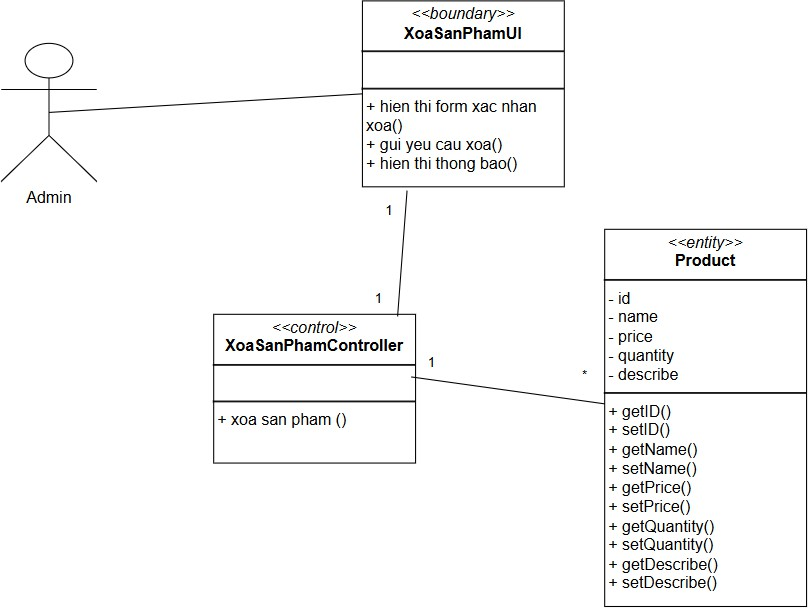 <<boundary>>
XoaSanPhamUI
+ hien thi form xac nhan
xoa()
+ gui yeu cau xoa()
+ hien thi thong bao()
Admin
1
1
<<control>>
XoaSanPhamController
+ xoa san pham ()
1
*
<<entity>>
Product
- id
- name
- price
- quantity
- describe
+ getID()
+ setID()
+ getName()
+ setName()
+ getPrice()
+ setPrice()
+ getQuantity()
+ setQuantity()
+ getDescribe()
+ setDescribe()